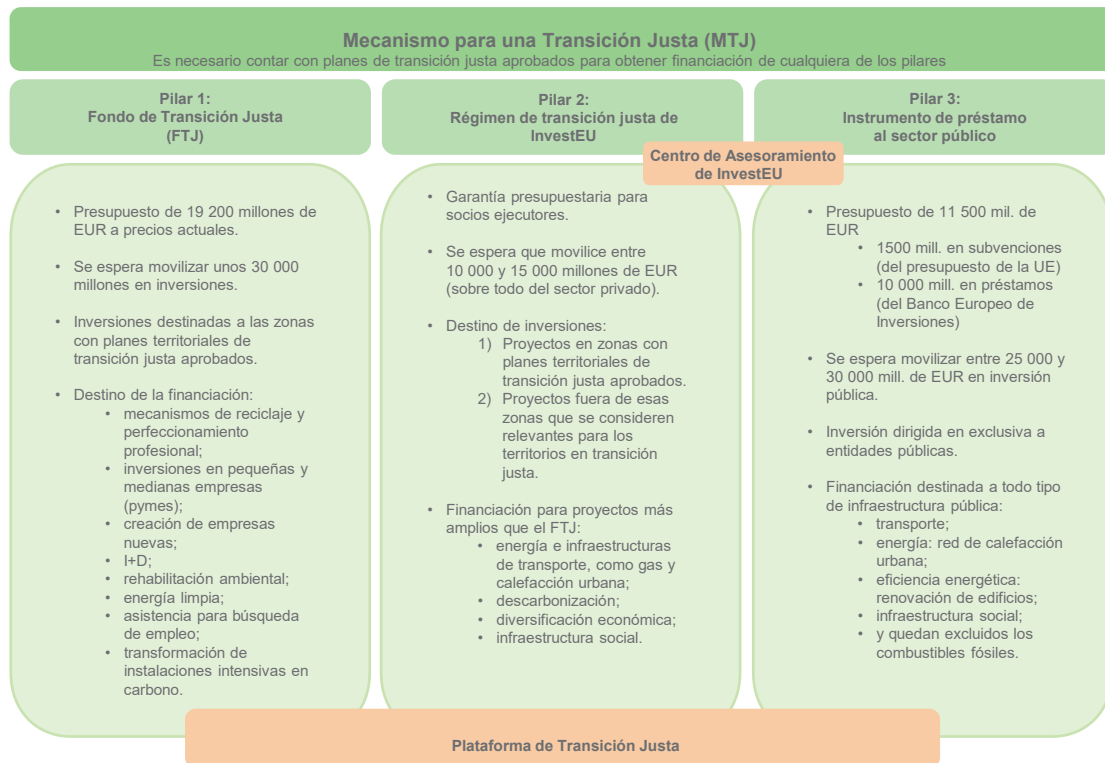 Mecanismo para una Transición Justa (MTJ)
Es necesario contar con planes de transición justa aprobados para obtener financiación de cualquiera de los pilares
Pilar 1:
Fondo de Transición Justa
(FTJ)
Pilar 2:
Régimen de transición justa de
InvestEU
Pilar 3:
Instrumento de préstamo
al sector público
Centro de Asesoramiento
de InvestEU
• Presupuesto de 19 200 millones de
EUR a precios actuales.
• Se espera movilizar unos 30 000
millones en inversiones.
• Inversiones destinadas a las zonas
con planes territoriales de
transición justa aprobados.
• Destino de la financiación:
• mecanismos de reciclaje y
perfeccionamiento
profesional;
• inversiones en pequeñas y
medianas empresas
(pymes);
• creación de empresas
nuevas;
• I+D;
• rehabilitación ambiental;
• energía limpia;
• asistencia para búsqueda
de empleo;
• transformación de
instalaciones intensivas en
carbono.
• Garantía presupuestaria para
socios ejecutores.
• Se espera que movilice entre
10 000 y 15 000 millones de EUR
(sobre todo del sector privado).
• Destino de inversiones:
1) Proyectos en zonas con
planes territoriales de
transición justa aprobados.
2) Proyectos fuera de esas
zonas que se consideren
relevantes para los
territorios en transición
justa.
• Financiación para proyectos más
amplios que el FTJ:
• energía e infraestructuras
de transporte, como gas y
calefacción urbana;
• descarbonización;
• diversificación económica;
• infraestructura social.
• Presupuesto de 11 500 mil. de
EUR
• 1500 mill. en subvenciones
(del presupuesto de la UE)
• 10 000 mill. en préstamos
(del Banco Europeo de
Inversiones)
• Se espera movilizar entre 25 000 y
30 000 mill. de EUR en inversión
pública.
• Inversión dirigida en exclusiva a
entidades públicas.
• Financiación destinada a todo tipo
de infraestructura pública:
• transporte;
• energía: red de calefacción
urbana;
• eficiencia energética:
renovación de edificios;
• infraestructura social;
• y quedan excluidos los
combustibles fósiles.
Plataforma de Transición Justa